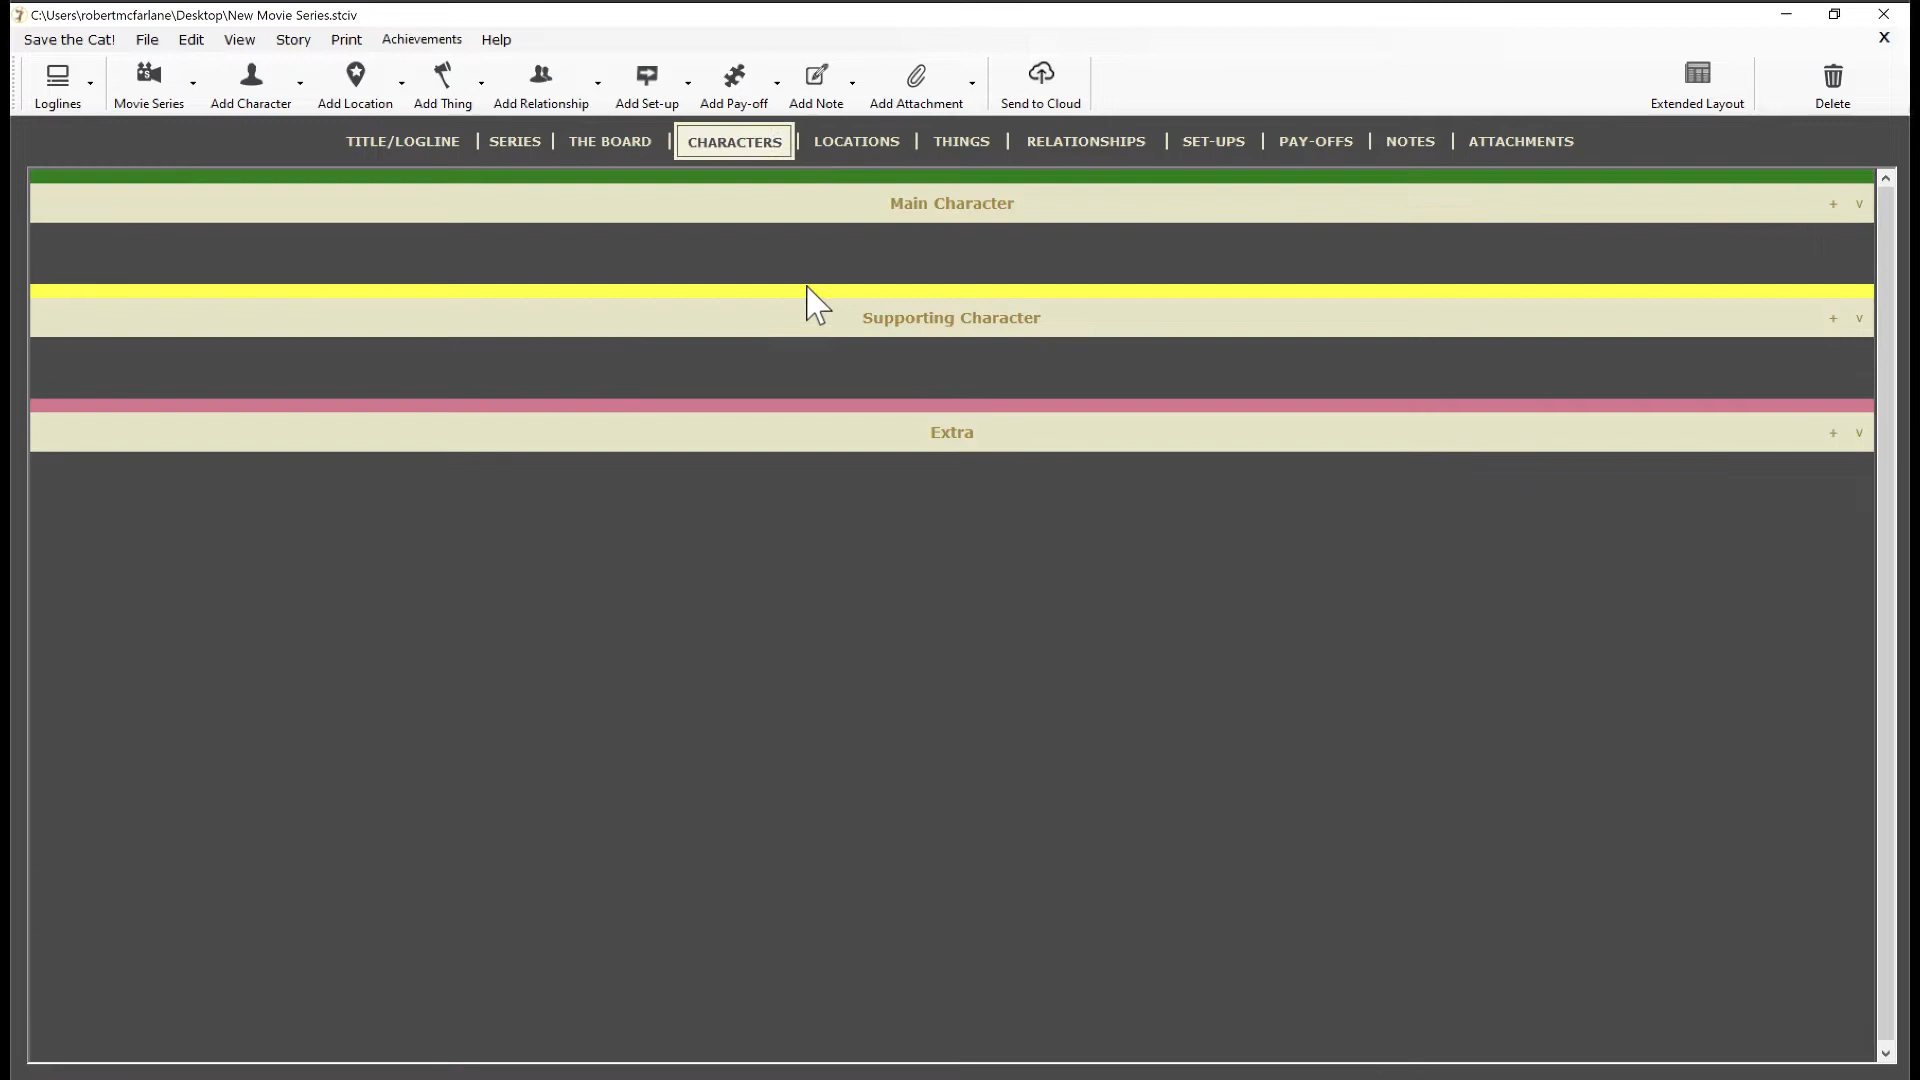 C:\Users\robertmcfarlane\Desktop\New Movie Series.stciv
X
Save the Cat! File Edit View Story Print Achievements Help
Loglines Movie Series Add Character Add Location Add Thing Add Relationship Add Set-up Add Pay-off Add Note Add Attachment Send to Cloud Extended Layout Delete
TITLE/LOGLINE | SERIES | THE BOARD | CHARACTERS | LOCATIONS | THINGS | RELATIONSHIPS | SET-UPS | PAY-OFFS | NOTES | ATTACHMENTS
Main Character + v
Supporting Character + v
Extra + v